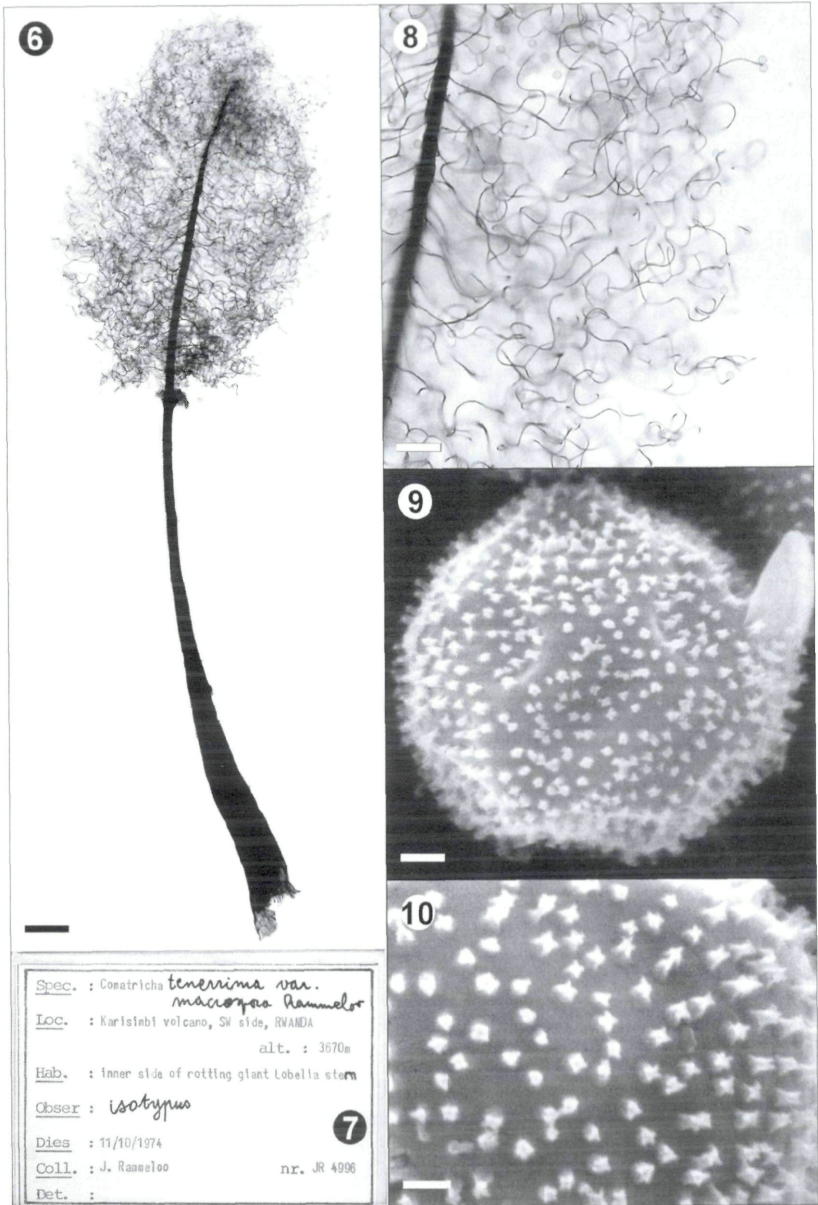 6
8
9
10
Spec. : Comatricha tenerrima var.
macrospora Rammeloo
Loc. : Karisimbi volcano, SW side, RWANDA
alt. : 3670m
Hab. : inner side of rotting giant Lobelia stem
Obser : isotypus
7
Dies : 11/10/1974
Coll. : J. Rammeloo nr. JR 4996
Det. :